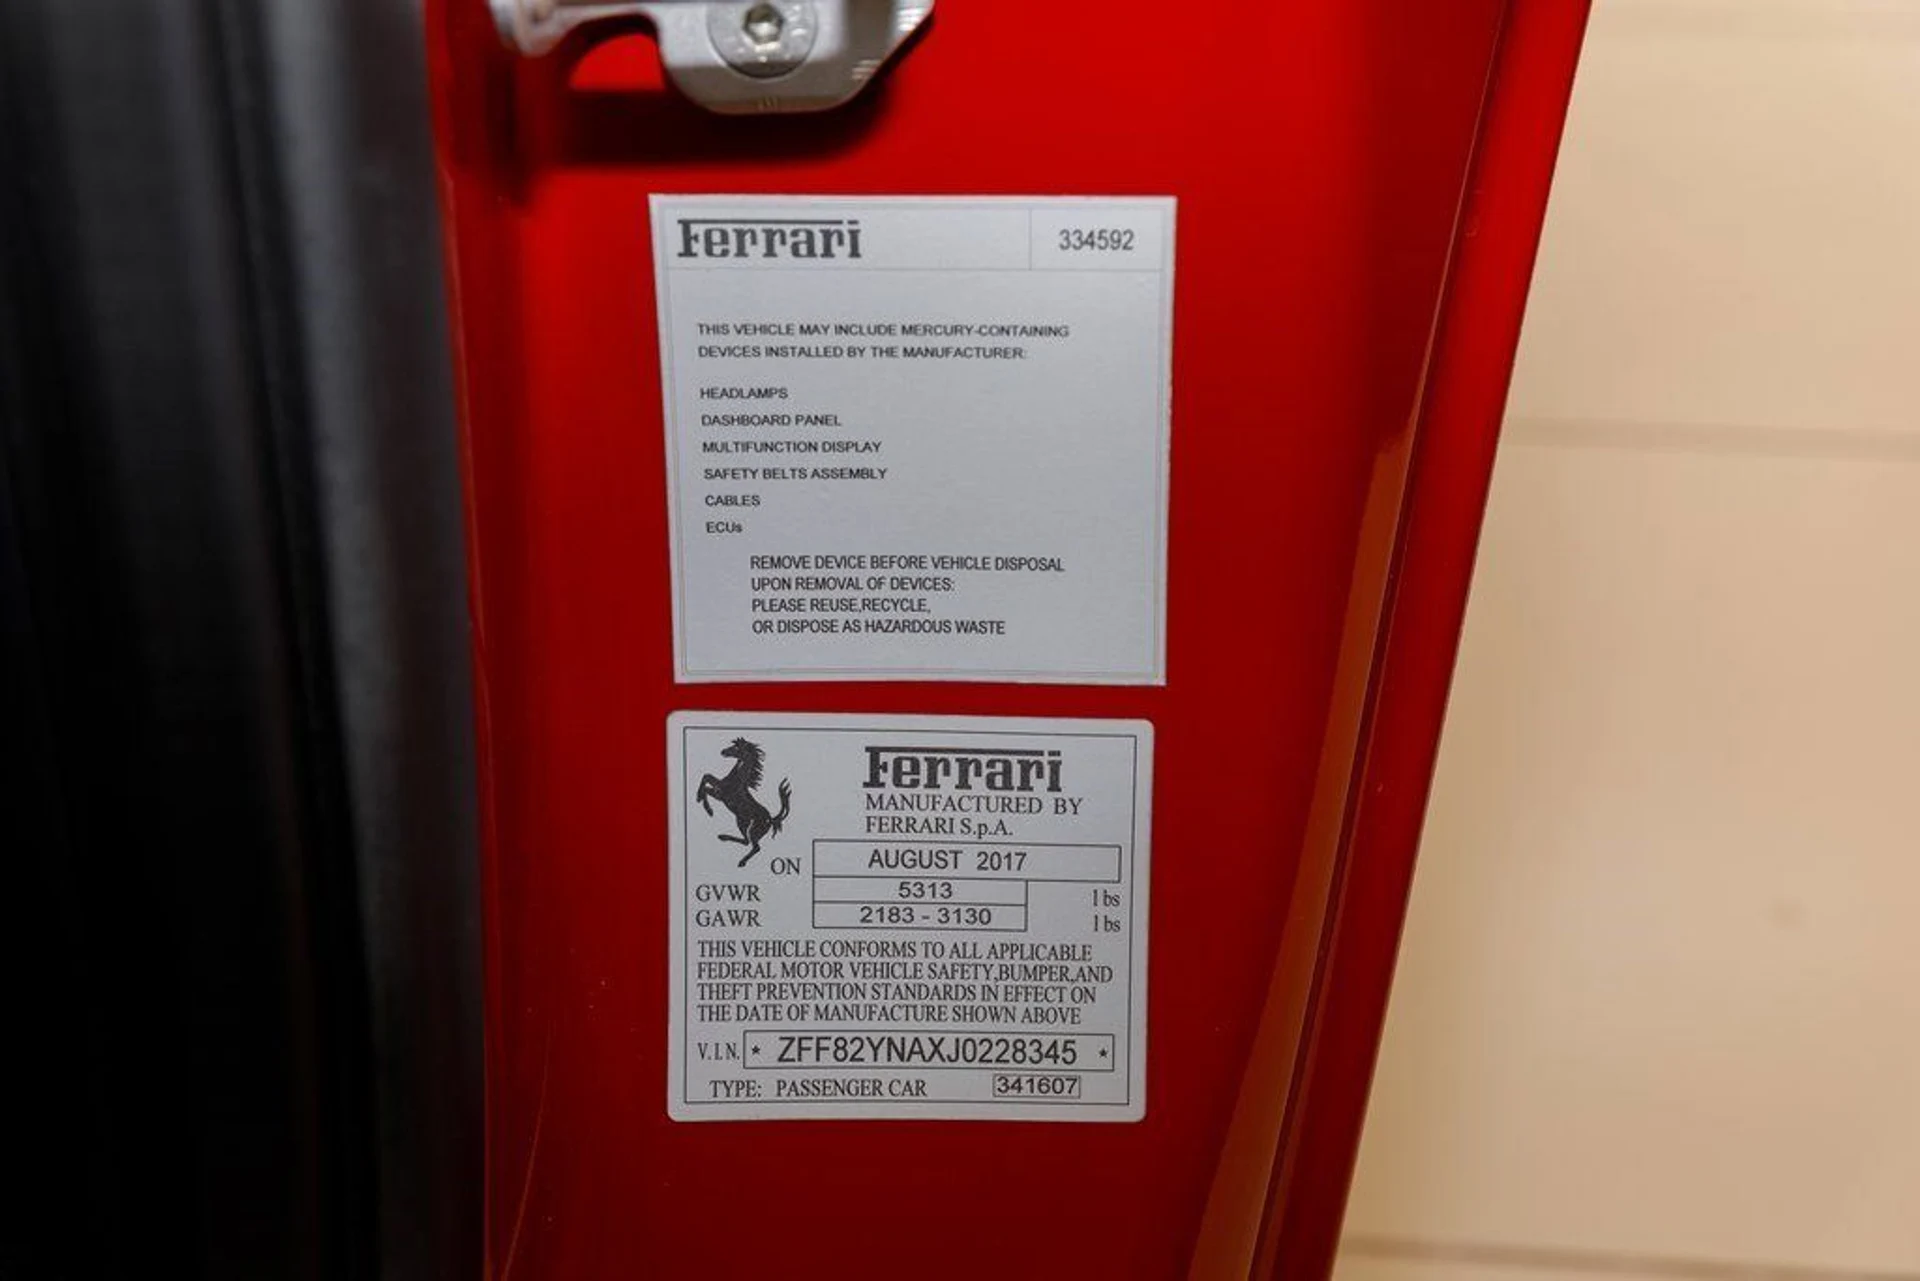 Ferrari 334592
THIS VEHICLE MAY INCLUDE MERCURY-CONTAINING
DEVICES INSTALLED BY THE MANUFACTURER:
HEADLAMPS
DASHBOARD PANEL
MULTIFUNCTION DISPLAY
SAFETY BELTS ASSEMBLY
CABLES
ECUs
REMOVE DEVICE BEFORE VEHICLE DISPOSAL
UPON REMOVAL OF DEVICES:
PLEASE REUSE,RECYCLE,
OR DISPOSE AS HAZARDOUS WASTE
Ferrari
MANUFACTURED BY
FERRARI S.p.A.
ON AUGUST 2017
GVWR 5313 lbs
GAWR 2183 - 3130 lbs
THIS VEHICLE CONFORMS TO ALL APPLICABLE
FEDERAL MOTOR VEHICLE SAFETY,BUMPER,AND
THEFT PREVENTION STANDARDS IN EFFECT ON
THE DATE OF MANUFACTURE SHOWN ABOVE
V.I.N. * ZFF82YNAXJ0228345 *
TYPE: PASSENGER CAR 341607